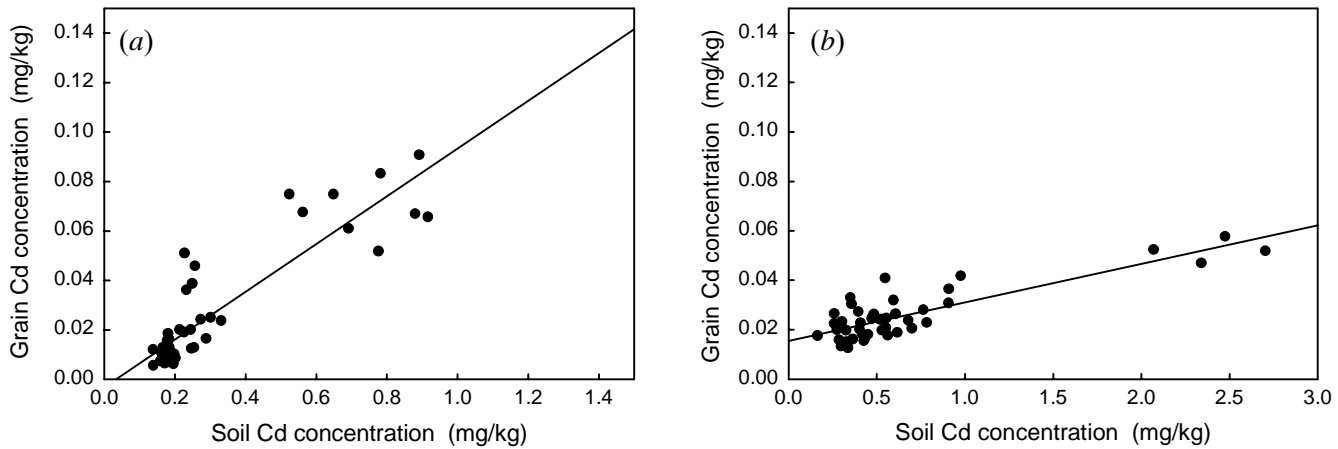 (a)
Grain Cd concentration (mg/kg)
0.14
0.12
0.10
0.08
0.06
0.04
0.02
0.00
0.0 0.2 0.4 0.6 0.8 1.0 1.2 1.4
Soil Cd concentration (mg/kg)
(b)
Grain Cd concentration (mg/kg)
0.14
0.12
0.10
0.08
0.06
0.04
0.02
0.00
0.0 0.5 1.0 1.5 2.0 2.5 3.0
Soil Cd concentration (mg/kg)